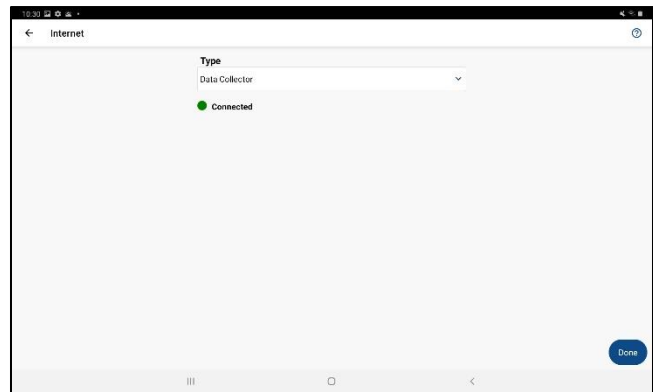 10:30
Internet
Type
Data Collector
Connected
Done